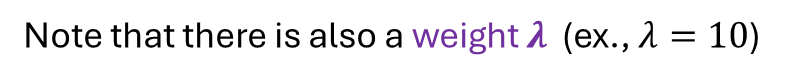 Note that there is also a weight λ (ex., λ = 10)